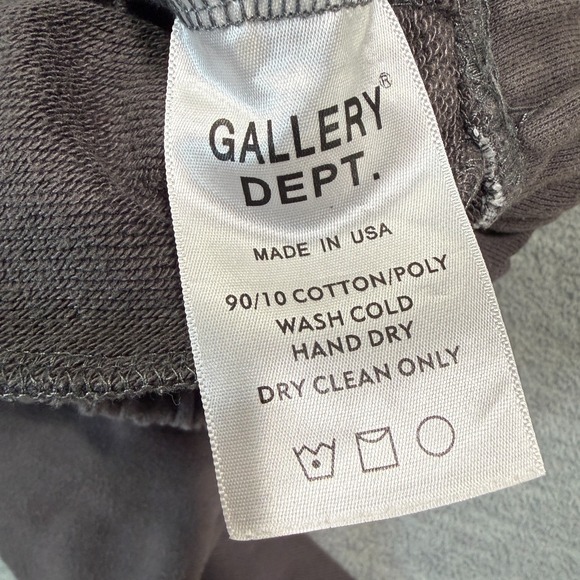 GALLERY®
DEPT.
MADE IN USA
90/10 COTTON/POLY
WASH COLD
HAND DRY
DRY CLEAN ONLY